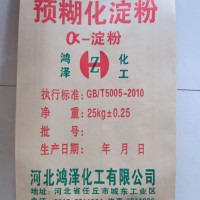 预糊化淀粉
α-淀粉
鸿泽 HZ 化工
执行标准：GB/T5005-2010
净 重：25kg±0.25
批 号：
生产日期： 年 月 日
河北鸿泽化工有限公司
地址：河北省任丘市城东工业区